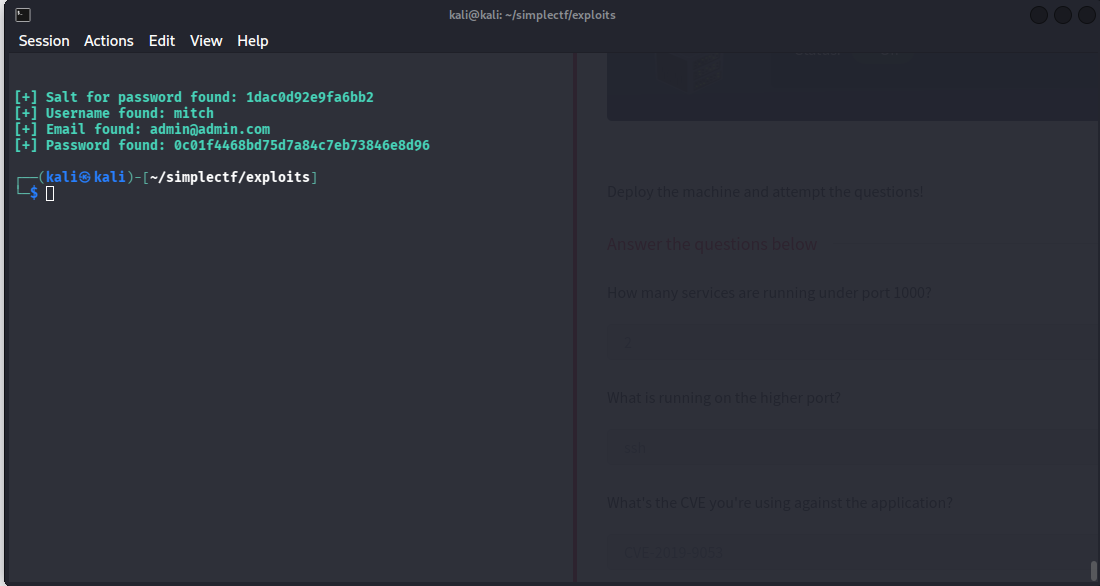 kali@kali: ~/simplectf/exploits
Session Actions Edit View Help
[+] Salt for password found: 1dac0d92e9fa6bb2
[+] Username found: mitch
[+] Email found: admin@admin.com
[+] Password found: 0c01f4468bd75d7a84c7eb73846e8d96
┌──(kali㉿kali)-[~/simplectf/exploits]
└─$
Deploy the machine and attempt the questions!
Answer the questions below
How many services are running under port 1000?
What is running on the higher port?
What's the CVE you're using against the application?